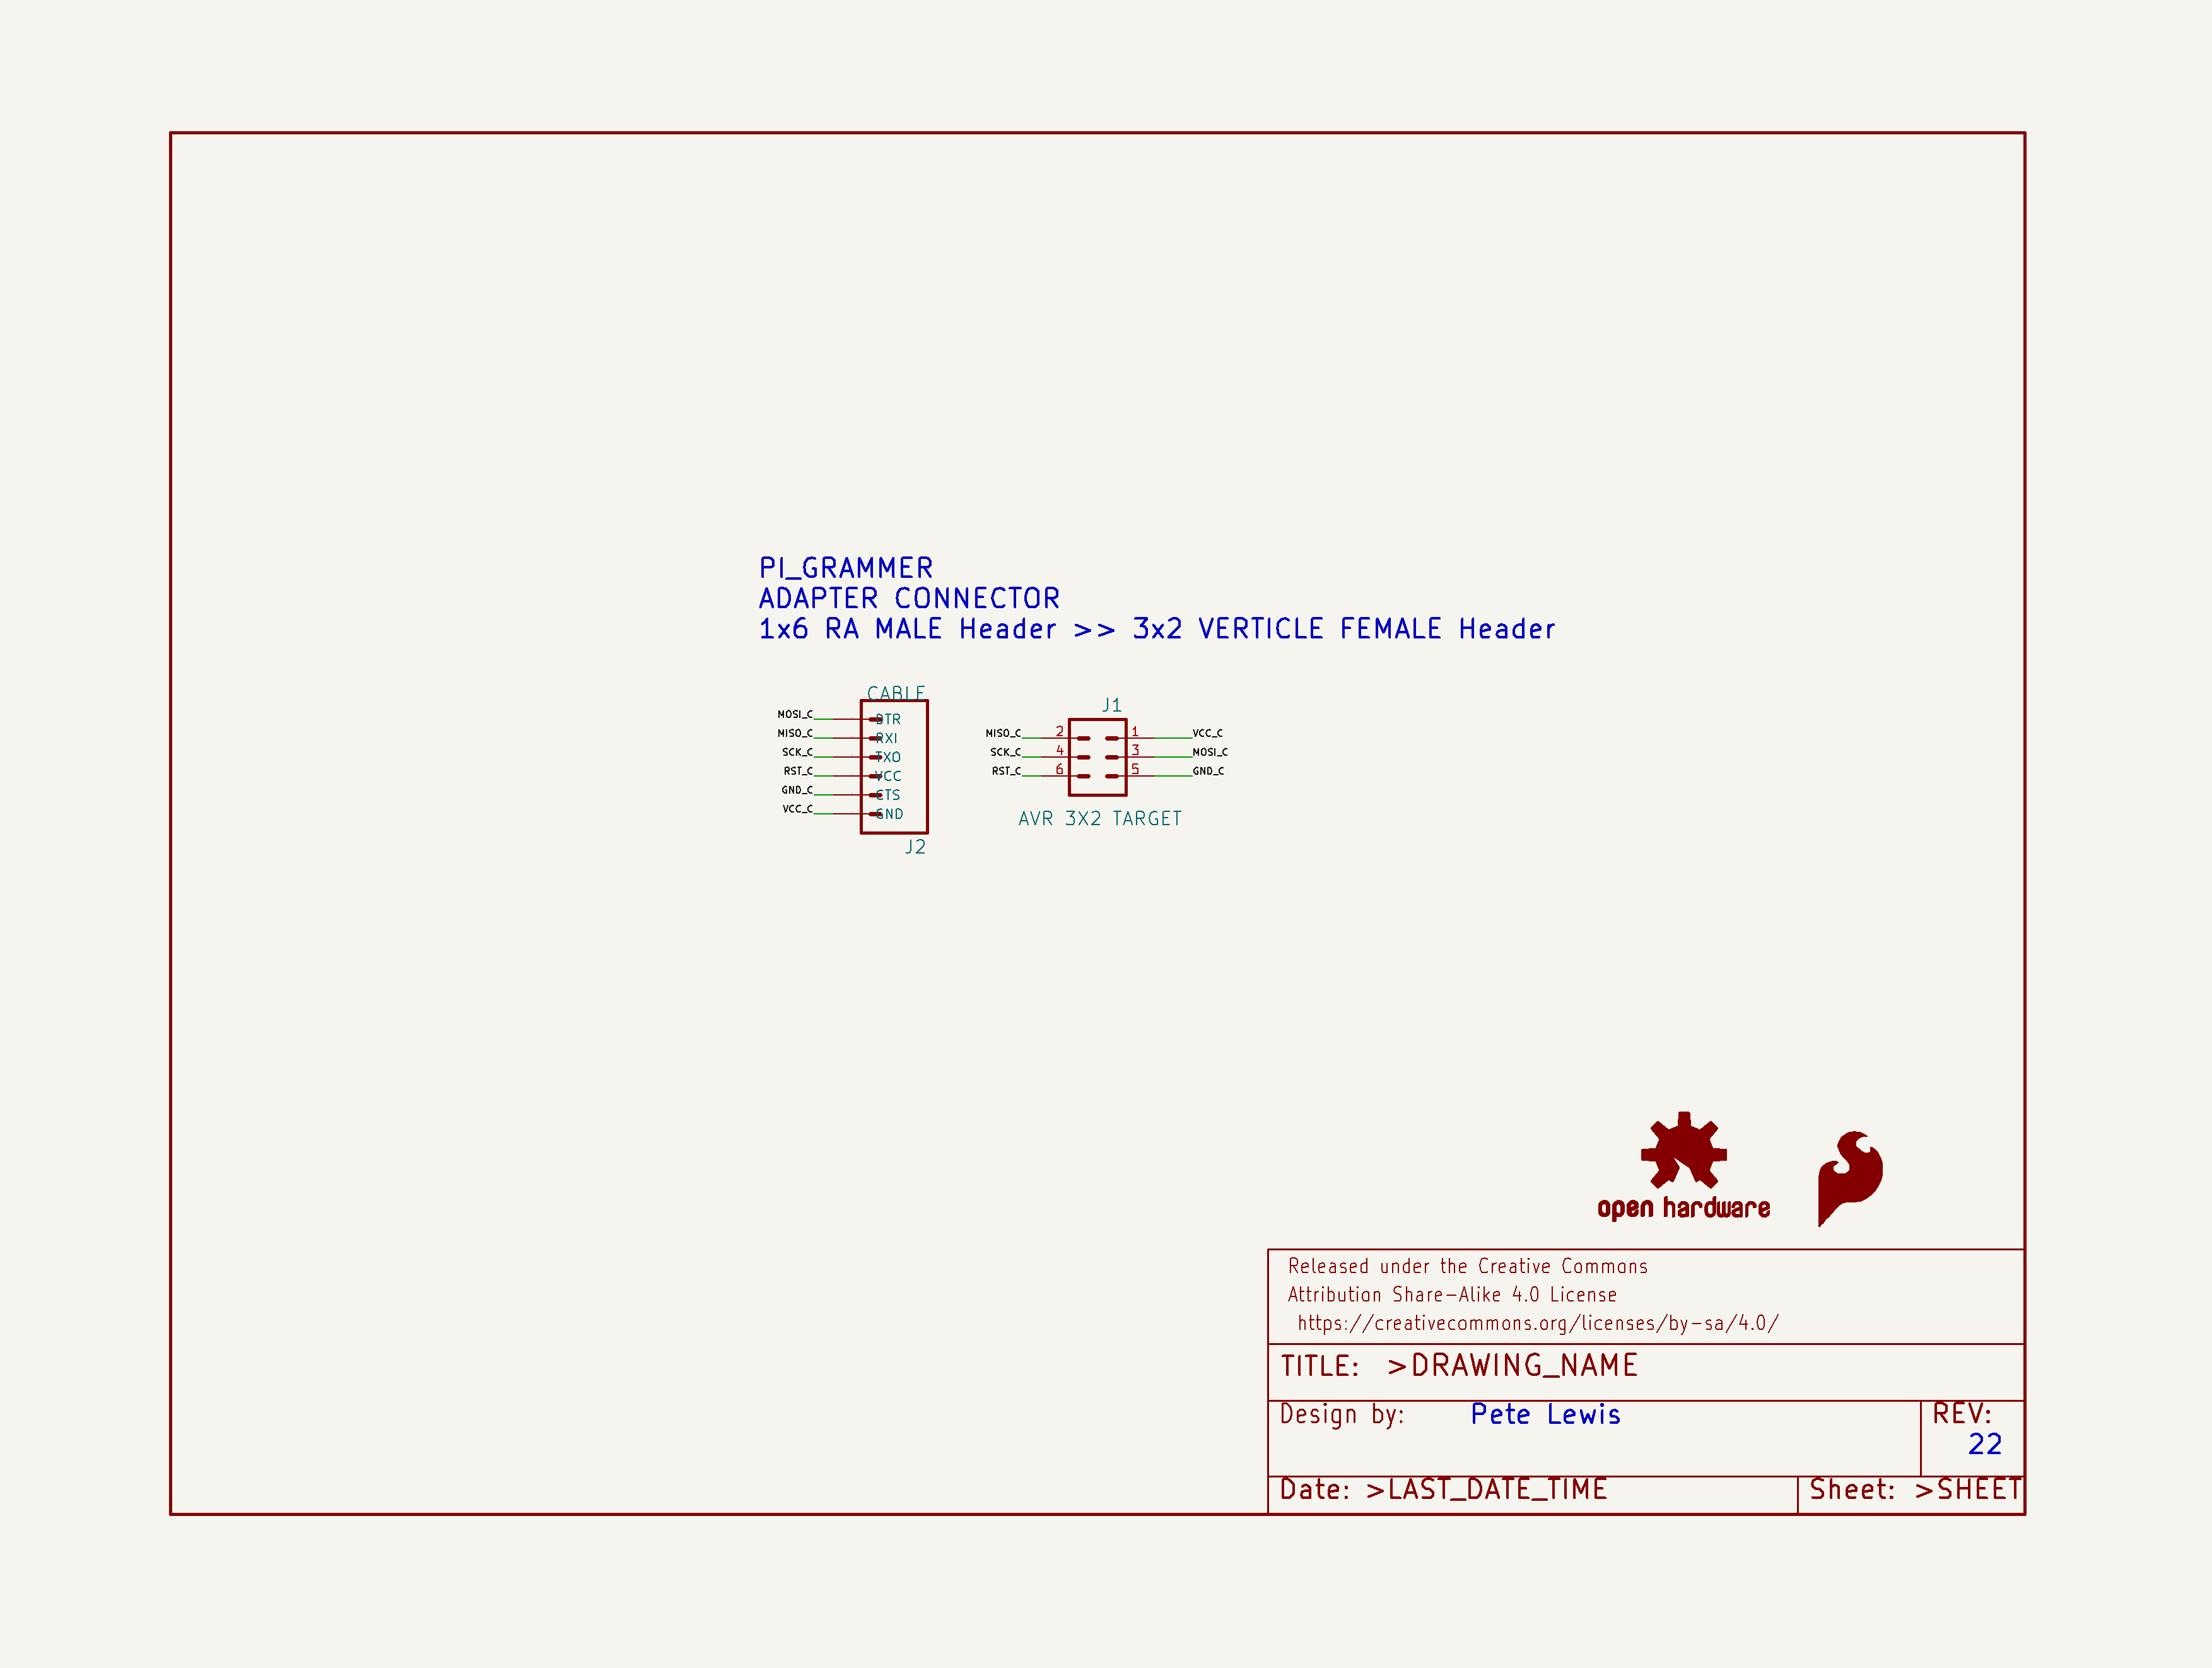 PI_GRAMMER
ADAPTER CONNECTOR
1x6 RA MALE Header >> 3x2 VERTICLE FEMALE Header
CABLE
MOSI_C DTR
MISO_C RXI
SCK_C TXO
RST_C VCC
GND_C CTS
VCC_C GND
J2
J1
MISO_C 2 1 VCC_C
SCK_C 4 3 MOSI_C
RST_C 6 5 GND_C
AVR 3X2 TARGET
open hardware
Released under the Creative Commons
Attribution Share-Alike 4.0 License
https://creativecommons.org/licenses/by-sa/4.0/
TITLE: >DRAWING_NAME
Design by: Pete Lewis
REV:
22
Date: >LAST_DATE_TIME
Sheet: >SHEET